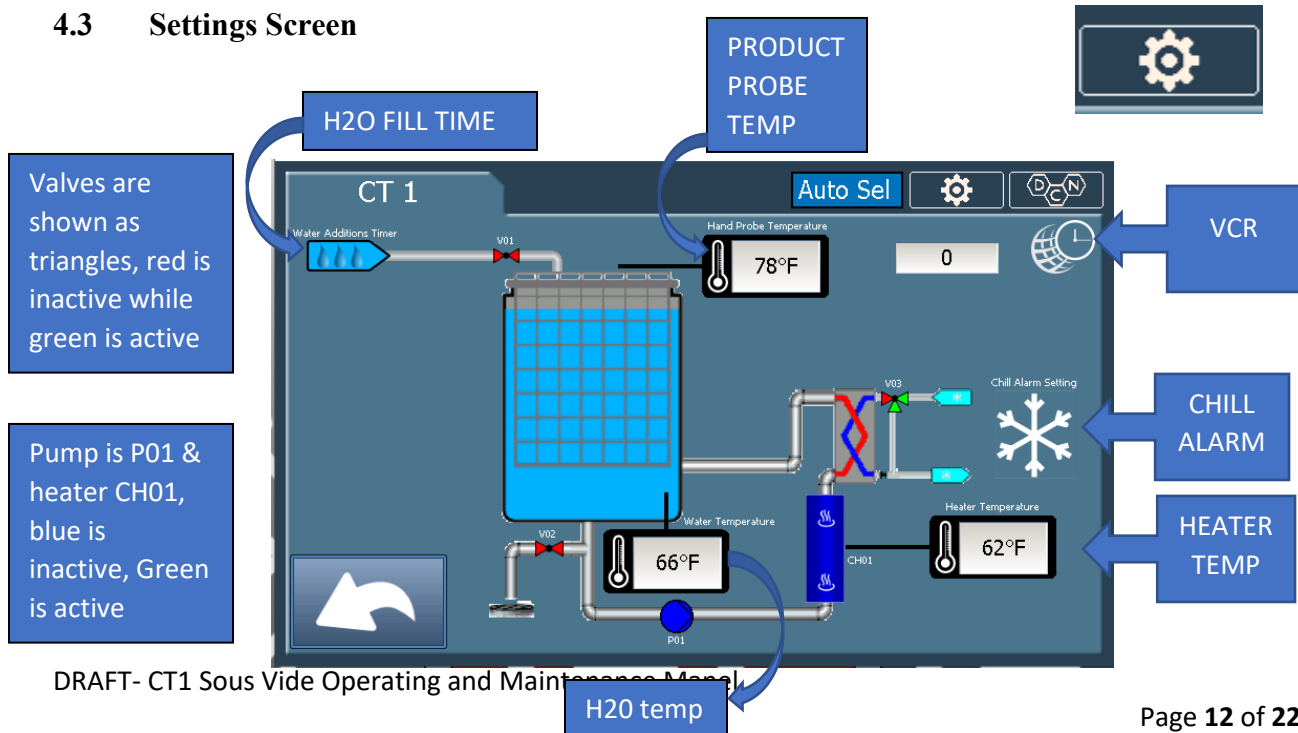 4.3 Settings Screen
PRODUCT
PROBE
TEMP
H2O FILL TIME
Valves are
shown as
triangles, red is
inactive while
green is active
CT 1
Auto Sel
D C N
Water Additions Timer
V01
Hand Probe Temperature
78°F
0
VCR
V03
Chill Alarm Setting
CHILL
ALARM
Pump is P01 &
heater CH01,
blue is
inactive, Green
is active
V02
Water Temperature
66°F
CH01
Heater Temperature
62°F
HEATER
TEMP
P01
DRAFT- CT1 Sous Vide Operating and Maintenance Manel
H20 temp
Page 12 of 22